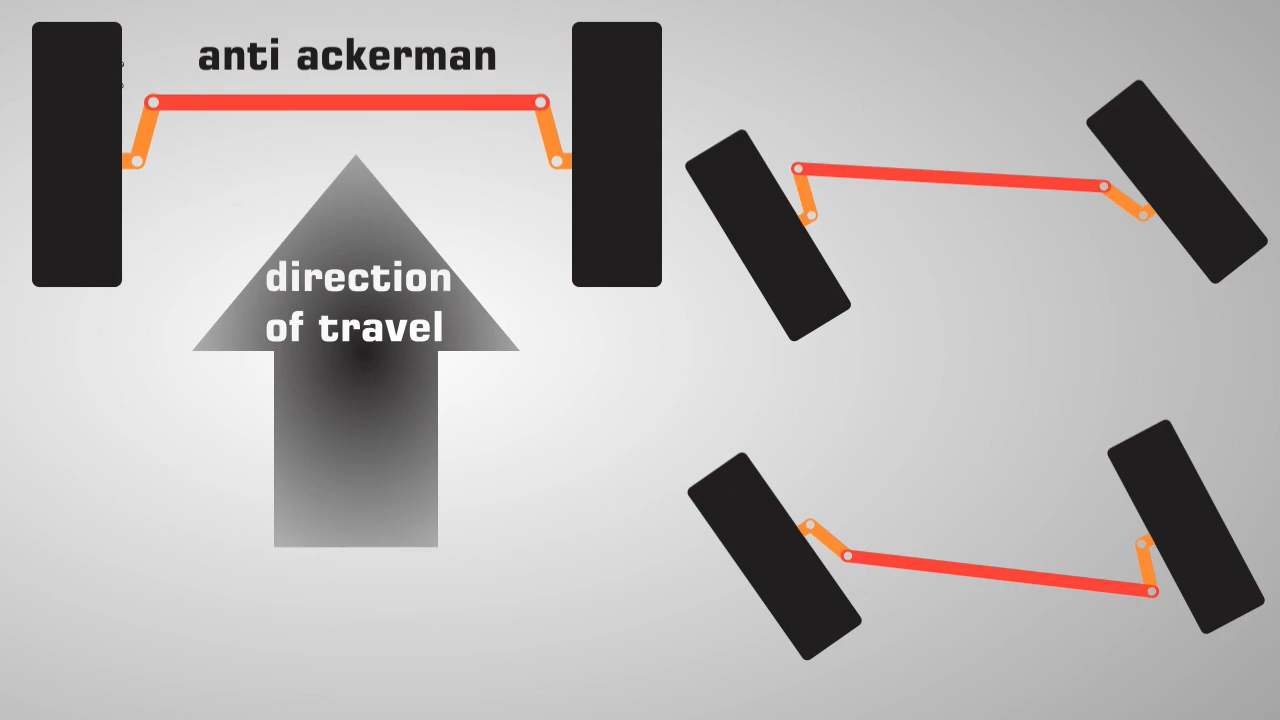 anti ackerman
direction
of travel